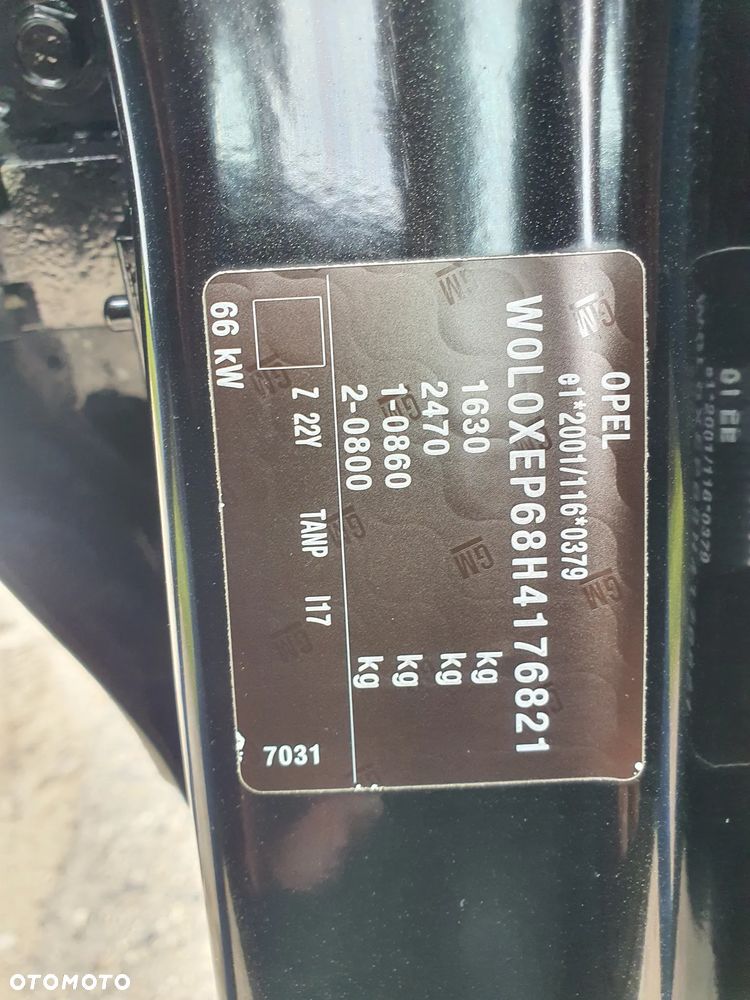 OPEL
e1*2001/116*0379
W0L0XEP68H4176821
1630 kg
2470 kg
1-0860 kg
2-0800 kg
Z 22Y TANP I17 7031
66 kW
GM
OTOMOTO